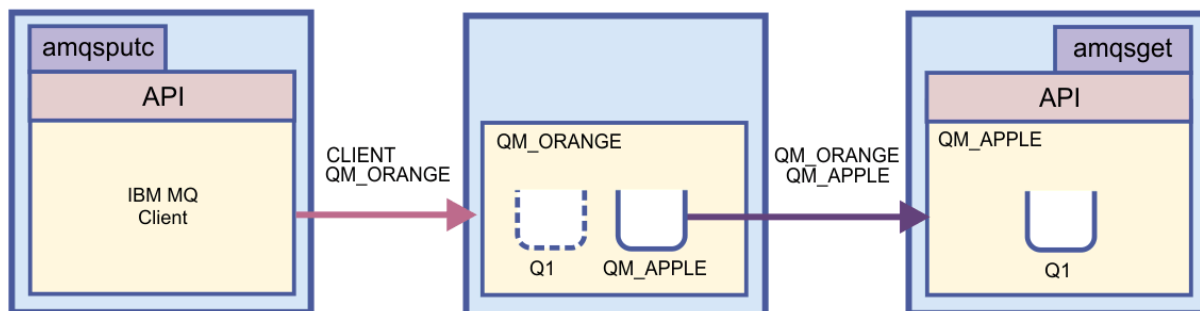 amqsputc
API
IBM MQ
Client
CLIENT
QM_ORANGE
QM_ORANGE
Q1
QM_APPLE
QM_ORANGE
QM_APPLE
amqsget
API
QM_APPLE
Q1